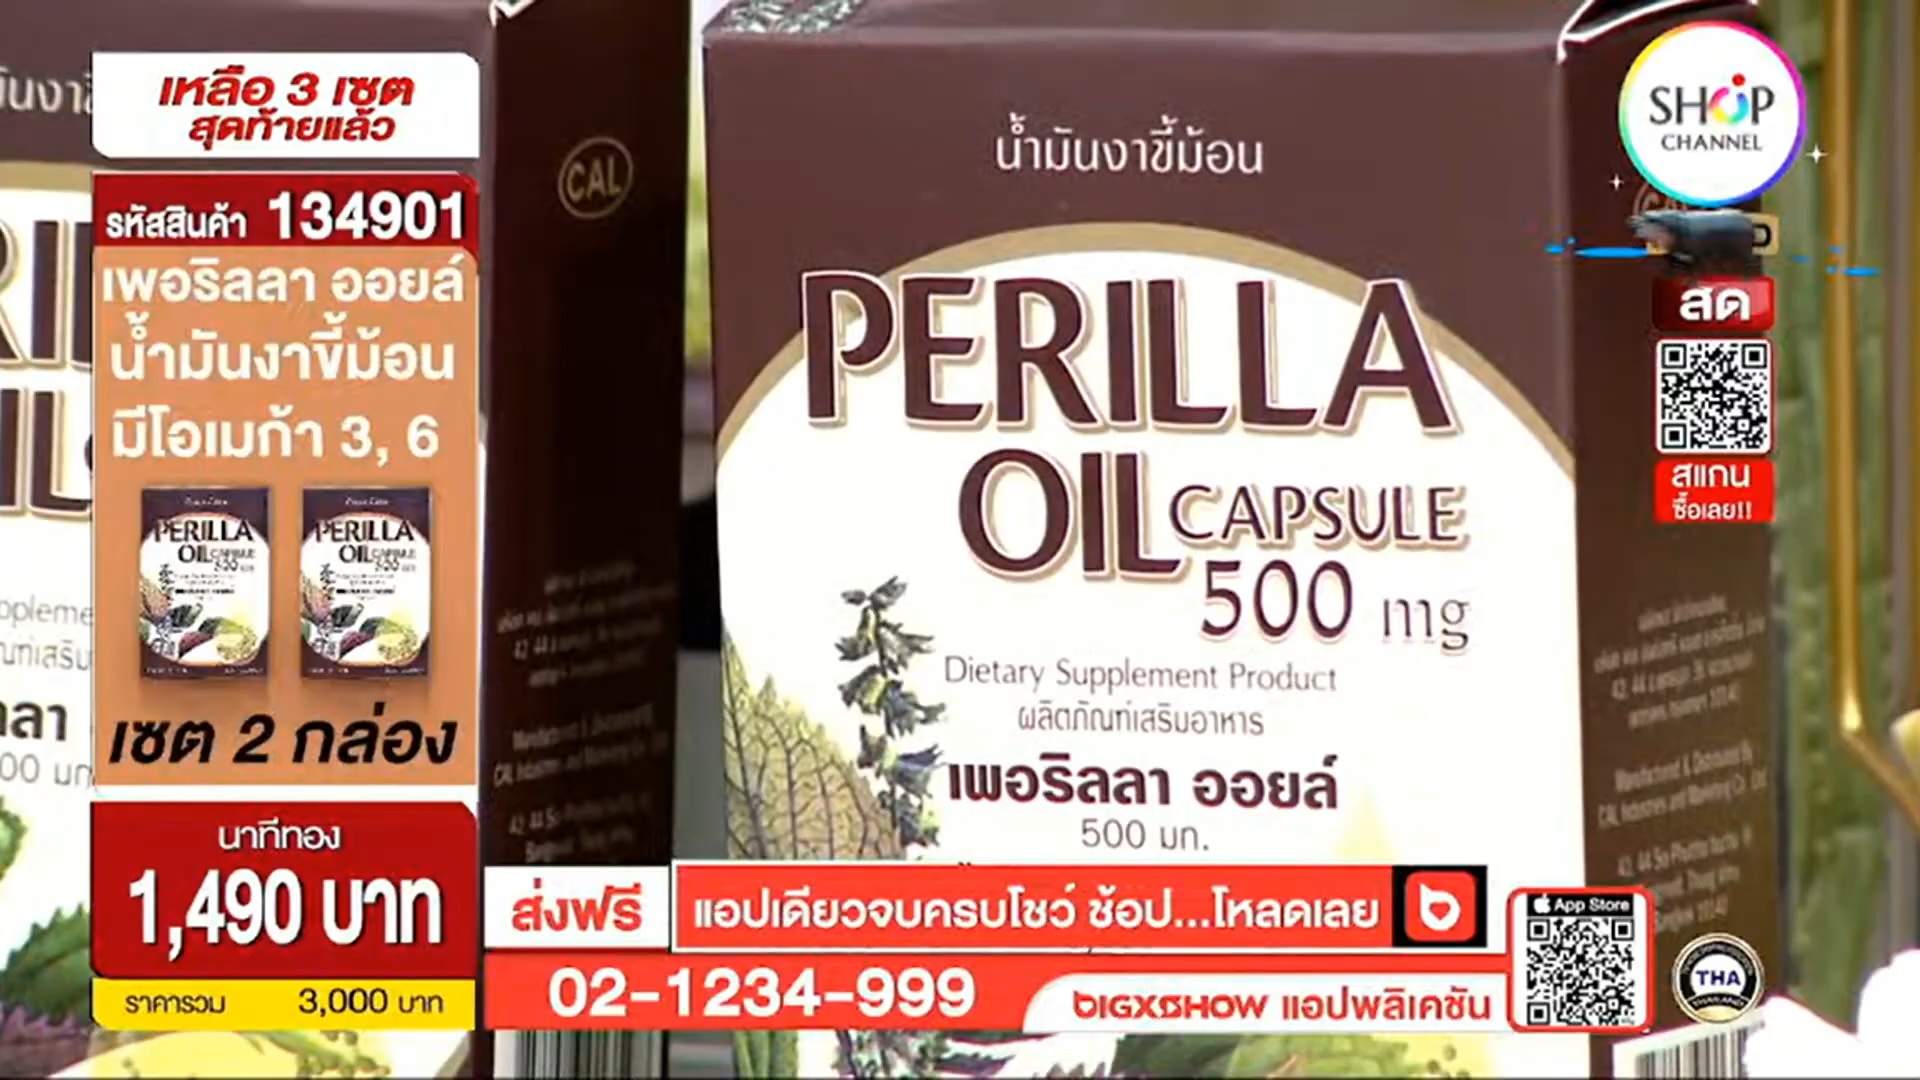 เหลือ 3 เซต
สุดท้ายแล้ว
รหัสสินค้า 134901
เพอริลลา ออยล์
น้ำมันงาขี้ม้อน
มีโอเมก้า 3, 6
PERILLA
OIL
PERILLA
OIL
เซต 2 กล่อง
นาทีทอง
1,490 บาท
ราคารวม 3,000 บาท
CAL
น้ำมันงาขี้ม้อน
PERILLA
OIL CAPSULE
500 mg
Dietary Supplement Product
ผลิตภัณฑ์เสริมอาหาร
เพอริลลา ออยล์
500 มก.
SHOP
CHANNEL
สด
สแกน
ซื้อเลย!!
ส่งฟรี
แอปเดียวจบครบโชว์ ช้อป...โหลดเลย
02-1234-999
BIGXSHOW แอปพลิเคชัน
App Store
THA